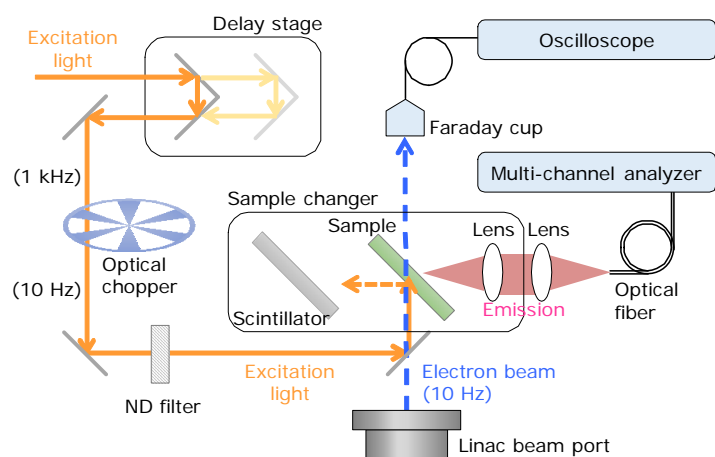 Excitation
light
Delay stage
Oscilloscope
Faraday cup
(1 kHz)
Multi-channel analyzer
Sample changer
Sample
Lens
Lens
Optical
chopper
(10 Hz)
Scintillator
Emission
Optical
fiber
Excitation
light
Electron beam
(10 Hz)
ND filter
Linac beam port